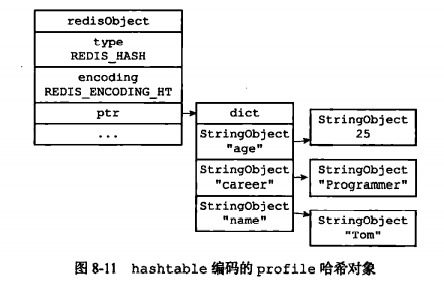 redisObject
type
REDIS_HASH
encoding
REDIS_ENCODING_HT
ptr
...
dict
StringObject
"age"
StringObject
"career"
StringObject
"name"
StringObject
25
StringObject
"Programmer"
StringObject
"Tom"
图 8-11 hashtable 编码的 profile 哈希对象